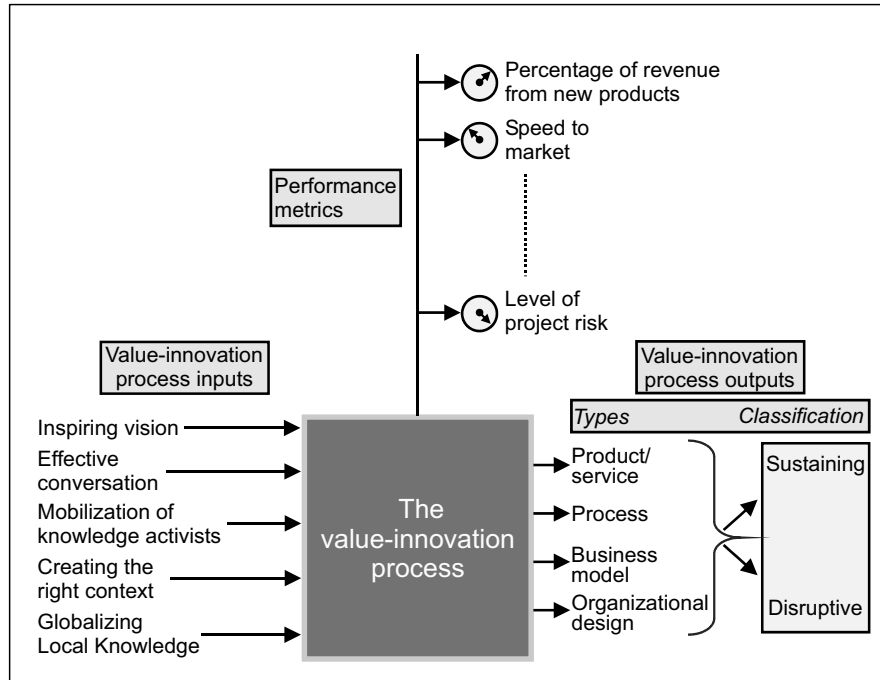 Percentage of revenue
from new products
Speed to
market
Performance
metrics
Level of
project risk
Value-innovation
process inputs
Value-innovation
process outputs
Types Classification
Inspiring vision
Effective
conversation
Mobilization of
knowledge activists
Creating the
right context
Globalizing
Local Knowledge
The
value-innovation
process
Product/
service
Process
Business
model
Organizational
design
Sustaining
Disruptive